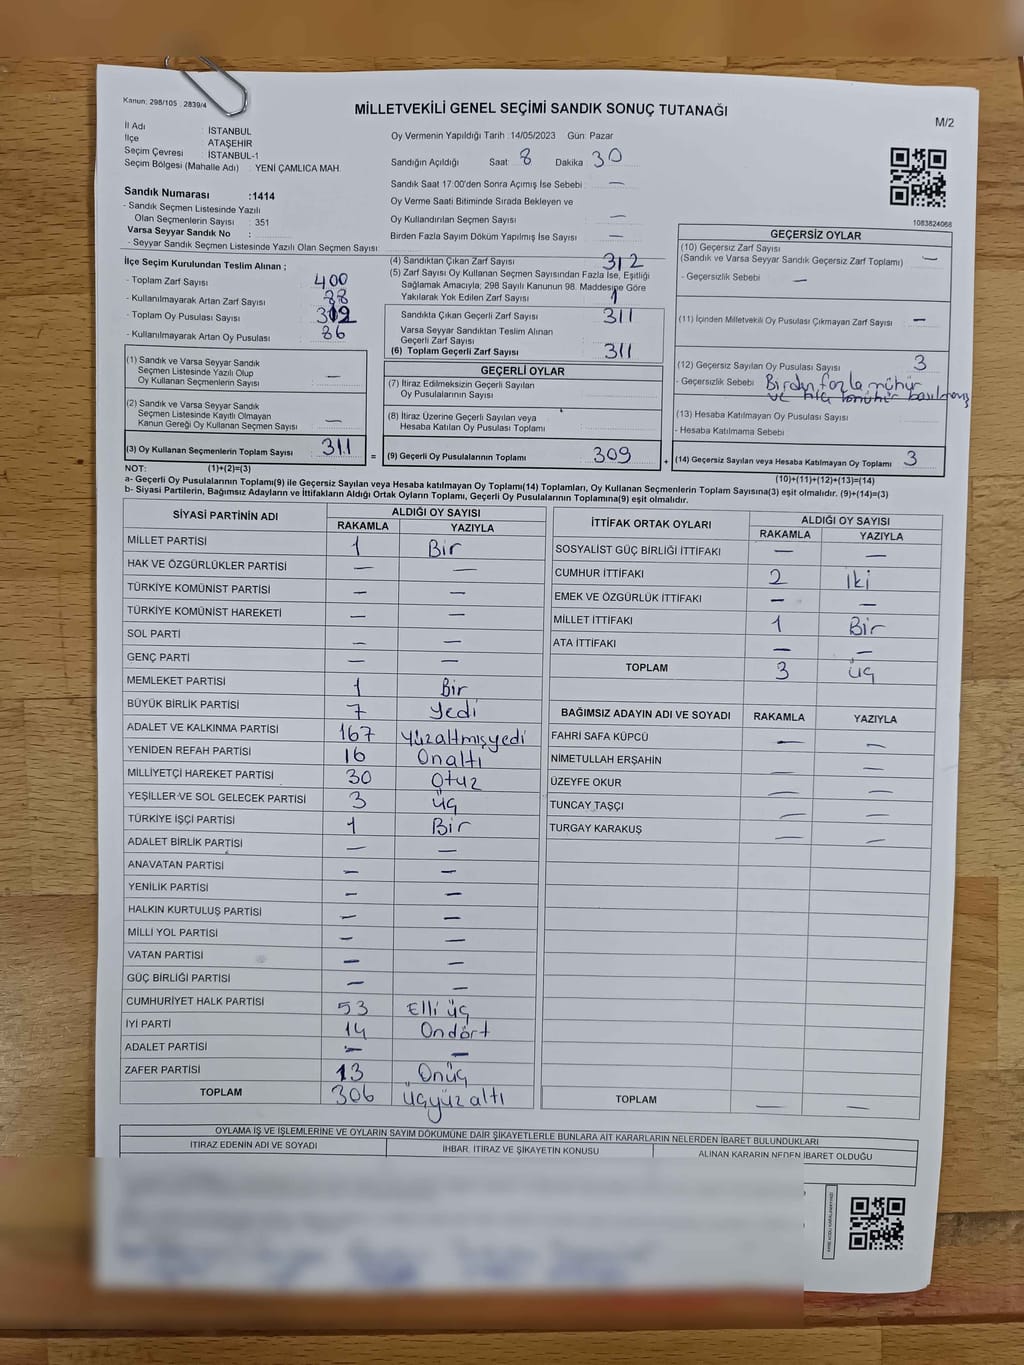 Kanun: 298/105 : 2839/4
MİLLETVEKİLİ GENEL SEÇİMİ SANDIK SONUÇ TUTANAĞI
M/2
İl Adı : İSTANBUL
İlçe : ATAŞEHİR
Seçim Çevresi : İSTANBUL-1
Seçim Bölgesi (Mahalle Adı) : YENİ ÇAMLICA MAH.
Sandık Numarası :1414
- Sandık Seçmen Listesinde Yazılı
Olan Seçmenlerin Sayısı : 351
Varsa Seyyar Sandık No :
- Seyyar Sandık Seçmen Listesinde Yazılı Olan Seçmen Sayısı:
Oy Vermenin Yapıldığı Tarih :14/05/2023 Gün: Pazar
Sandığın Açıldığı Saat: 8 Dakika : 30
Sandık Saat 17:00'den Sonra Açımış İse Sebebi : —
Oy Verme Saati Bitiminde Sırada Bekleyen ve
Oy Kullandırılan Seçmen Sayısı : —
Birden Fazla Sayım Döküm Yapılmış İse Sayısı : —
1083824068
İlçe Seçim Kurulundan Teslim Alınan ;
- Toplam Zarf Sayısı : 400
- Kullanılmayarak Artan Zarf Sayısı : 88
- Toplam Oy Pusulası Sayısı
- Kullanılmayarak Artan Oy Pusulası : 86
(1) Sandık ve Varsa Seyyar Sandık
Seçmen Listesinde Yazılı Olup
Oy Kullanan Seçmenlerin Sayısı : —
(2) Sandık ve Varsa Seyyar Sandık
Seçmen Listesinde Kayıtlı Olmayan
Kanun Gereği Oy Kullanan Seçmen Sayısı : —
(3) Oy Kullanan Seçmenlerin Toplam Sayısı : 311
(4) Sandıktan Çıkan Zarf Sayısı : 312
(5) Zarf Sayısı Oy Kullanan Seçmen Sayısından Fazla İse, Eşitliği
Sağlamak Amacıyla; 298 Sayılı Kanunun 98. Maddesine Göre
Yakılarak Yok Edilen Zarf Sayısı : 1
Sandıkta Çıkan Geçerli Zarf Sayısı : 311
Varsa Seyyar Sandıktan Teslim Alınan
Geçerli Zarf Sayısı
(6) Toplam Geçerli Zarf Sayısı : 311
GEÇERLİ OYLAR
(7) İtiraz Edilmeksizin Geçerli Sayılan
Oy Pusulalarının Sayısı
(8) İtiraz Üzerine Geçerli Sayılan veya
Hesaba Katılan Oy Pusulası Toplamı
= (9) Geçerli Oy Pusulalarının Toplamı : 309 +
GEÇERSİZ OYLAR
(10) Geçersiz Zarf Sayısı
(Sandık ve Varsa Seyyar Sandık Geçersiz Zarf Toplamı) : —
- Geçersizlik Sebebi : —
(11) İçinden Milletvekili Oy Pusulası Çıkmayan Zarf Sayısı : —
(12) Geçersiz Sayılan Oy Pusulası Sayısı : 3
- Geçersizlik Sebebi : Birden fazla mühür
ve hiç basılmamış
(13) Hesaba Katılmayan Oy Pusulası Sayısı :
- Hesaba Katılmama Sebebi :
(14) Geçersiz Sayılan veya Hesaba Katılmayan Oy Toplamı : 3
NOT: (1)+(2)=(3)
(10)+(11)+(12)+(13)=(14)
a- Geçerli Oy Pusulalarının Toplamı(9) ile Geçersiz Sayılan veya Hesaba katılmayan Oy Toplamı(14) Toplamları, Oy Kullanan Seçmenlerin Toplam Sayısına(3) eşit olmalıdır. (9)+(14)=(3)
b- Siyasi Partilerin, Bağımsız Adayların ve İttifakların Aldığı Ortak Oyların Toplamı, Geçerli Oy Pusulalarının Toplamına(9) eşit olmalıdır.
SİYASİ PARTİNİN ADI ALDIĞI OY SAYISI
RAKAMLA YAZIYLA
MİLLET PARTİSİ 1 Bir
HAK VE ÖZGÜRLÜKLER PARTİSİ — —
TÜRKİYE KOMÜNİST PARTİSİ — —
TÜRKİYE KOMÜNİST HAREKETİ — —
SOL PARTİ — —
GENÇ PARTİ — —
MEMLEKET PARTİSİ 1 Bir
BÜYÜK BİRLİK PARTİSİ 7 Yedi
ADALET VE KALKINMA PARTİSİ 167 Yüzaltmışyedi
YENİDEN REFAH PARTİSİ 16 Onaltı
MİLLİYETÇİ HAREKET PARTİSİ 30 Otuz
YEŞİLLER VE SOL GELECEK PARTİSİ 3 Üç
TÜRKİYE İŞÇİ PARTİSİ 1 Bir
ADALET BİRLİK PARTİSİ — —
ANAVATAN PARTİSİ — —
YENİLİK PARTİSİ — —
HALKIN KURTULUŞ PARTİSİ — —
MİLLİ YOL PARTİSİ — —
VATAN PARTİSİ — —
GÜÇ BİRLİĞİ PARTİSİ — —
CUMHURİYET HALK PARTİSİ 53 Elli üç
İYİ PARTİ 14 Ondört
ADALET PARTİSİ — —
ZAFER PARTİSİ 13 Onüç
TOPLAM 306 Üçyüz altı
İTTİFAK ORTAK OYLARI ALDIĞI OY SAYISI
RAKAMLA YAZIYLA
SOSYALİST GÜÇ BİRLİĞİ İTTİFAKI — —
CUMHUR İTTİFAKI 2 İki
EMEK VE ÖZGÜRLÜK İTTİFAKI — —
MİLLET İTTİFAKI 1 Bir
ATA İTTİFAKI — —
TOPLAM 3 üç
BAĞIMSIZ ADAYIN ADI VE SOYADI RAKAMLA YAZIYLA
FAHRİ SAFA KÜPCÜ — —
NİMETULLAH ERŞAHİN — —
ÜZEYFE OKUR — —
TUNCAY TAŞÇI — —
TURGAY KARAKUŞ — —
TOPLAM — —
OYLAMA İŞ VE İŞLEMLERİNE VE OYLARIN SAYIM DÖKÜMÜNE DAİR ŞİKAYETLERLE BUNLARA AİT KARARLARIN NELERDEN İBARET BULUNDUKLARI
İTİRAZ EDENİN ADI VE SOYADI İHBAR, İTİRAZ VE ŞİKAYETİN KONUSU ALINAN KARARIN NEDEN İBARET OLDUĞU